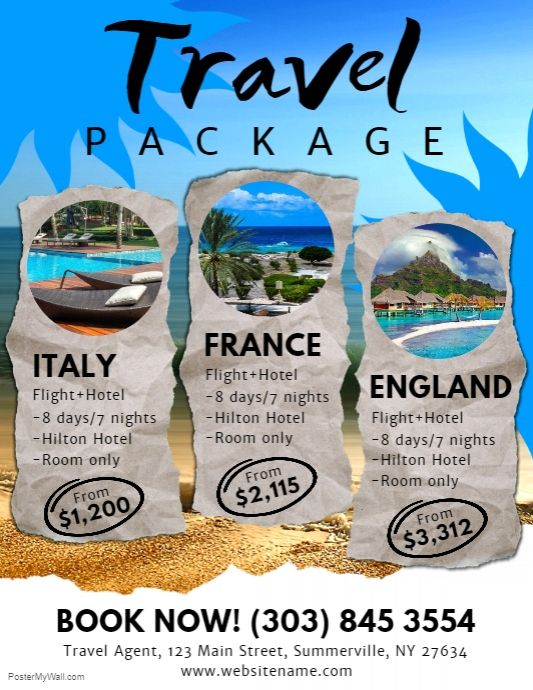 Travel
PACKAGE
ITALY
Flight+Hotel
-8 days/7 nights
-Hilton Hotel
-Room only
From
$1,200
FRANCE
Flight+Hotel
-8 days/7 nights
-Hilton Hotel
-Room only
From
$2,115
ENGLAND
Flight+Hotel
-8 days/7 nights
-Hilton Hotel
-Room only
From
$3,312
BOOK NOW! (303) 845 3554
Travel Agent, 123 Main Street, Summerville, NY 27634
www.websitename.com
PosterMyWall.com